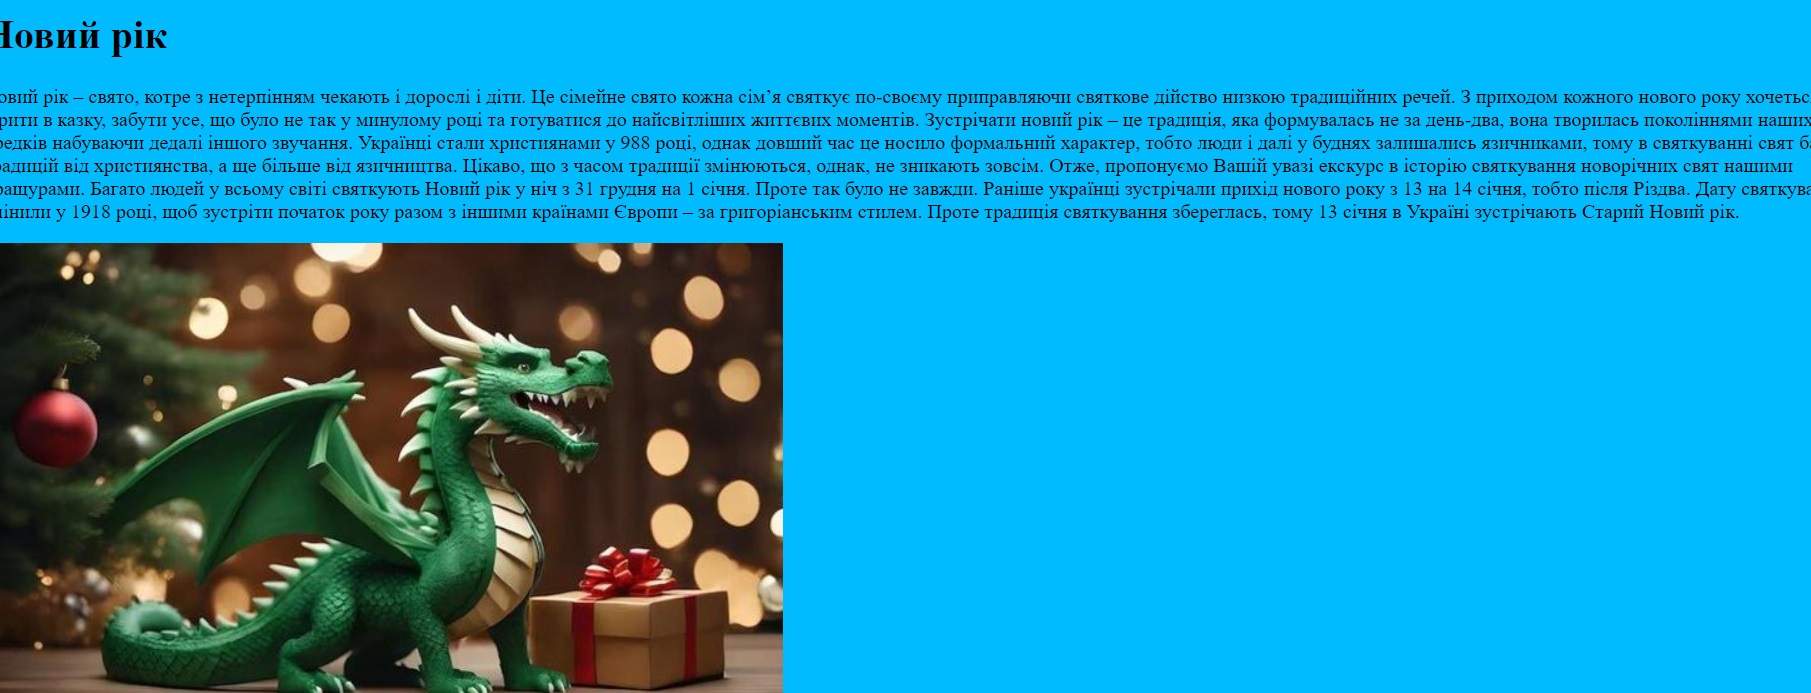 Новий рік
овий рік – свято, котре з нетерпінням чекають і дорослі і діти. Це сімейне свято кожна сім’я святкує по-своєму приправляючи святкове дійство низкою традиційних речей. З приходом кожного нового року хочетьс
рити в казку, забути усе, що було не так у минулому році та готуватися до найсвітліших життєвих моментів. Зустрічати новий рік – це традиція, яка формувалась не за день-два, вона творилась поколіннями наших
редків набуваючи дедалі іншого звучання. Українці стали християнами у 988 році, однак довший час це носило формальний характер, тобто люди і далі у буднях залишались язичниками, тому в святкуванні свят ба
радицій від християнства, а ще більше від язичництва. Цікаво, що з часом традиції змінюються, однак, не зникають зовсім. Отже, пропонуємо Вашій увазі екскурс в історію святкування новорічних свят нашими
ращурами. Багато людей у всьому світі святкують Новий рік у ніч з 31 грудня на 1 січня. Проте так було не завжди. Раніше українці зустрічали прихід нового року з 13 на 14 січня, тобто після Різдва. Дату святкува
інили у 1918 році, щоб зустріти початок року разом з іншими країнами Європи – за григоріанським стилем. Проте традиція святкування збереглась, тому 13 січня в Україні зустрічають Старий Новий рік.